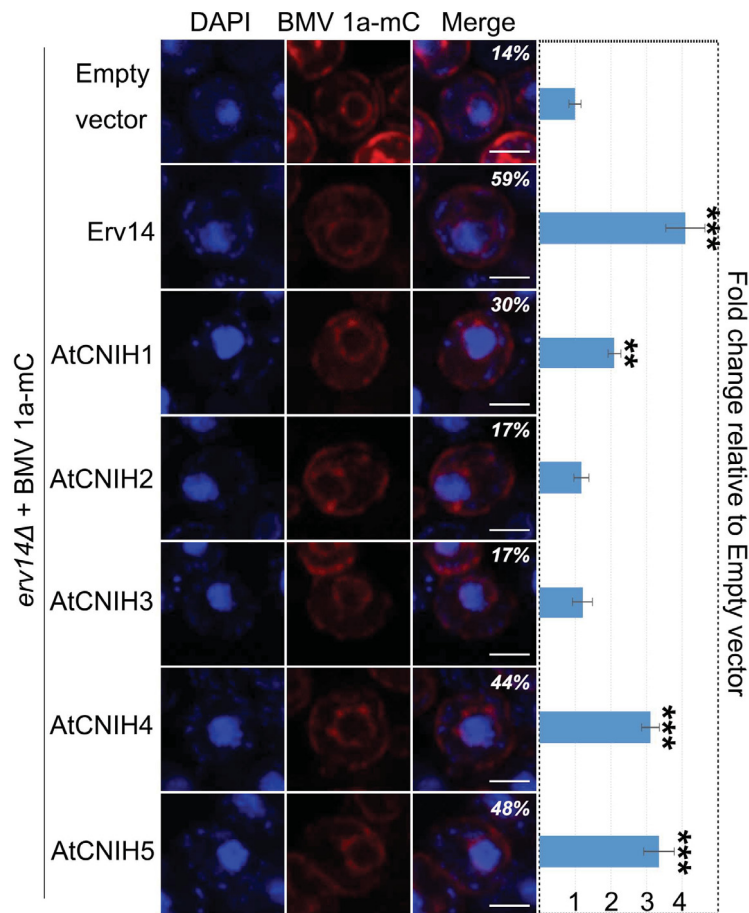 DAPI BMV 1a-mC Merge
Empty vector
14%
Erv14
59%
***
AtCNIH1
30%
**
AtCNIH2
17%
AtCNIH3
17%
AtCNIH4
44%
***
AtCNIH5
48%
***
erv14Δ + BMV 1a-mC
Fold change relative to Empty vector
1 2 3 4